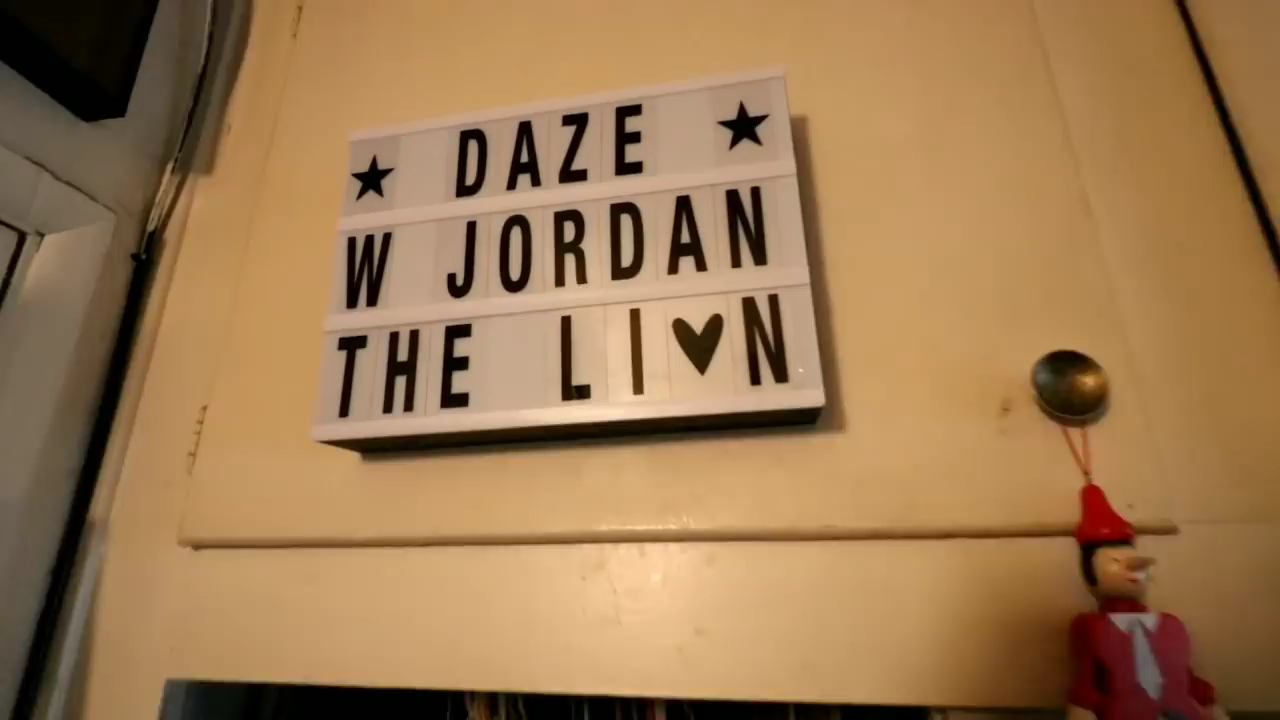 ★ DAZE ★
W JORDAN
THE LI♥N